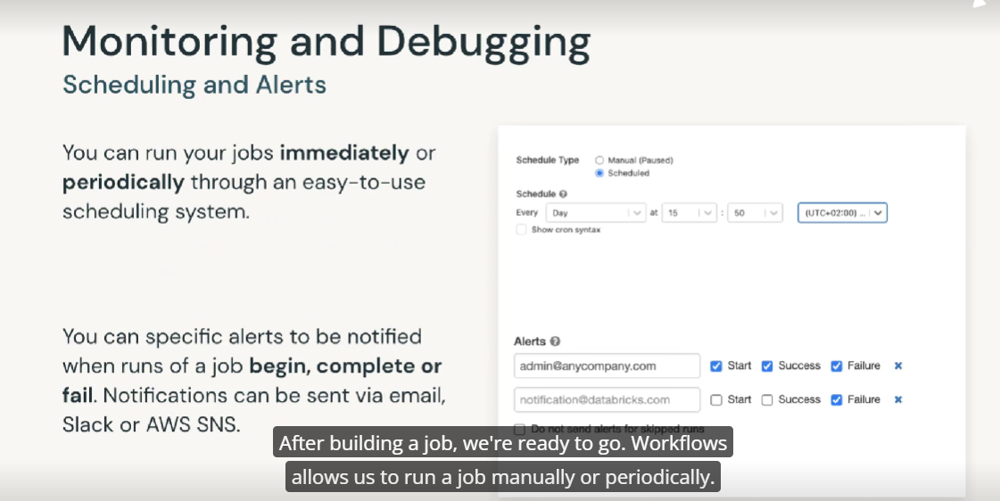 Monitoring and Debugging
Scheduling and Alerts
You can run your jobs immediately or
periodically through an easy-to-use
scheduling system.
You can specific alerts to be notified
when runs of a job begin, complete or
fail. Notifications can be sent via email,
Slack or AWS SNS.
Schedule Type
Manual (Paused)
Scheduled
Schedule
Every Day at 15 : 50 (UTC+02:00) ...
Show cron syntax
Alerts
admin@anycompany.com Start Success Failure
notification@databricks.com Start Success Failure
Do not send alerts for skipped runs
After building a job, we're ready to go. Workflows
allows us to run a job manually or periodically.